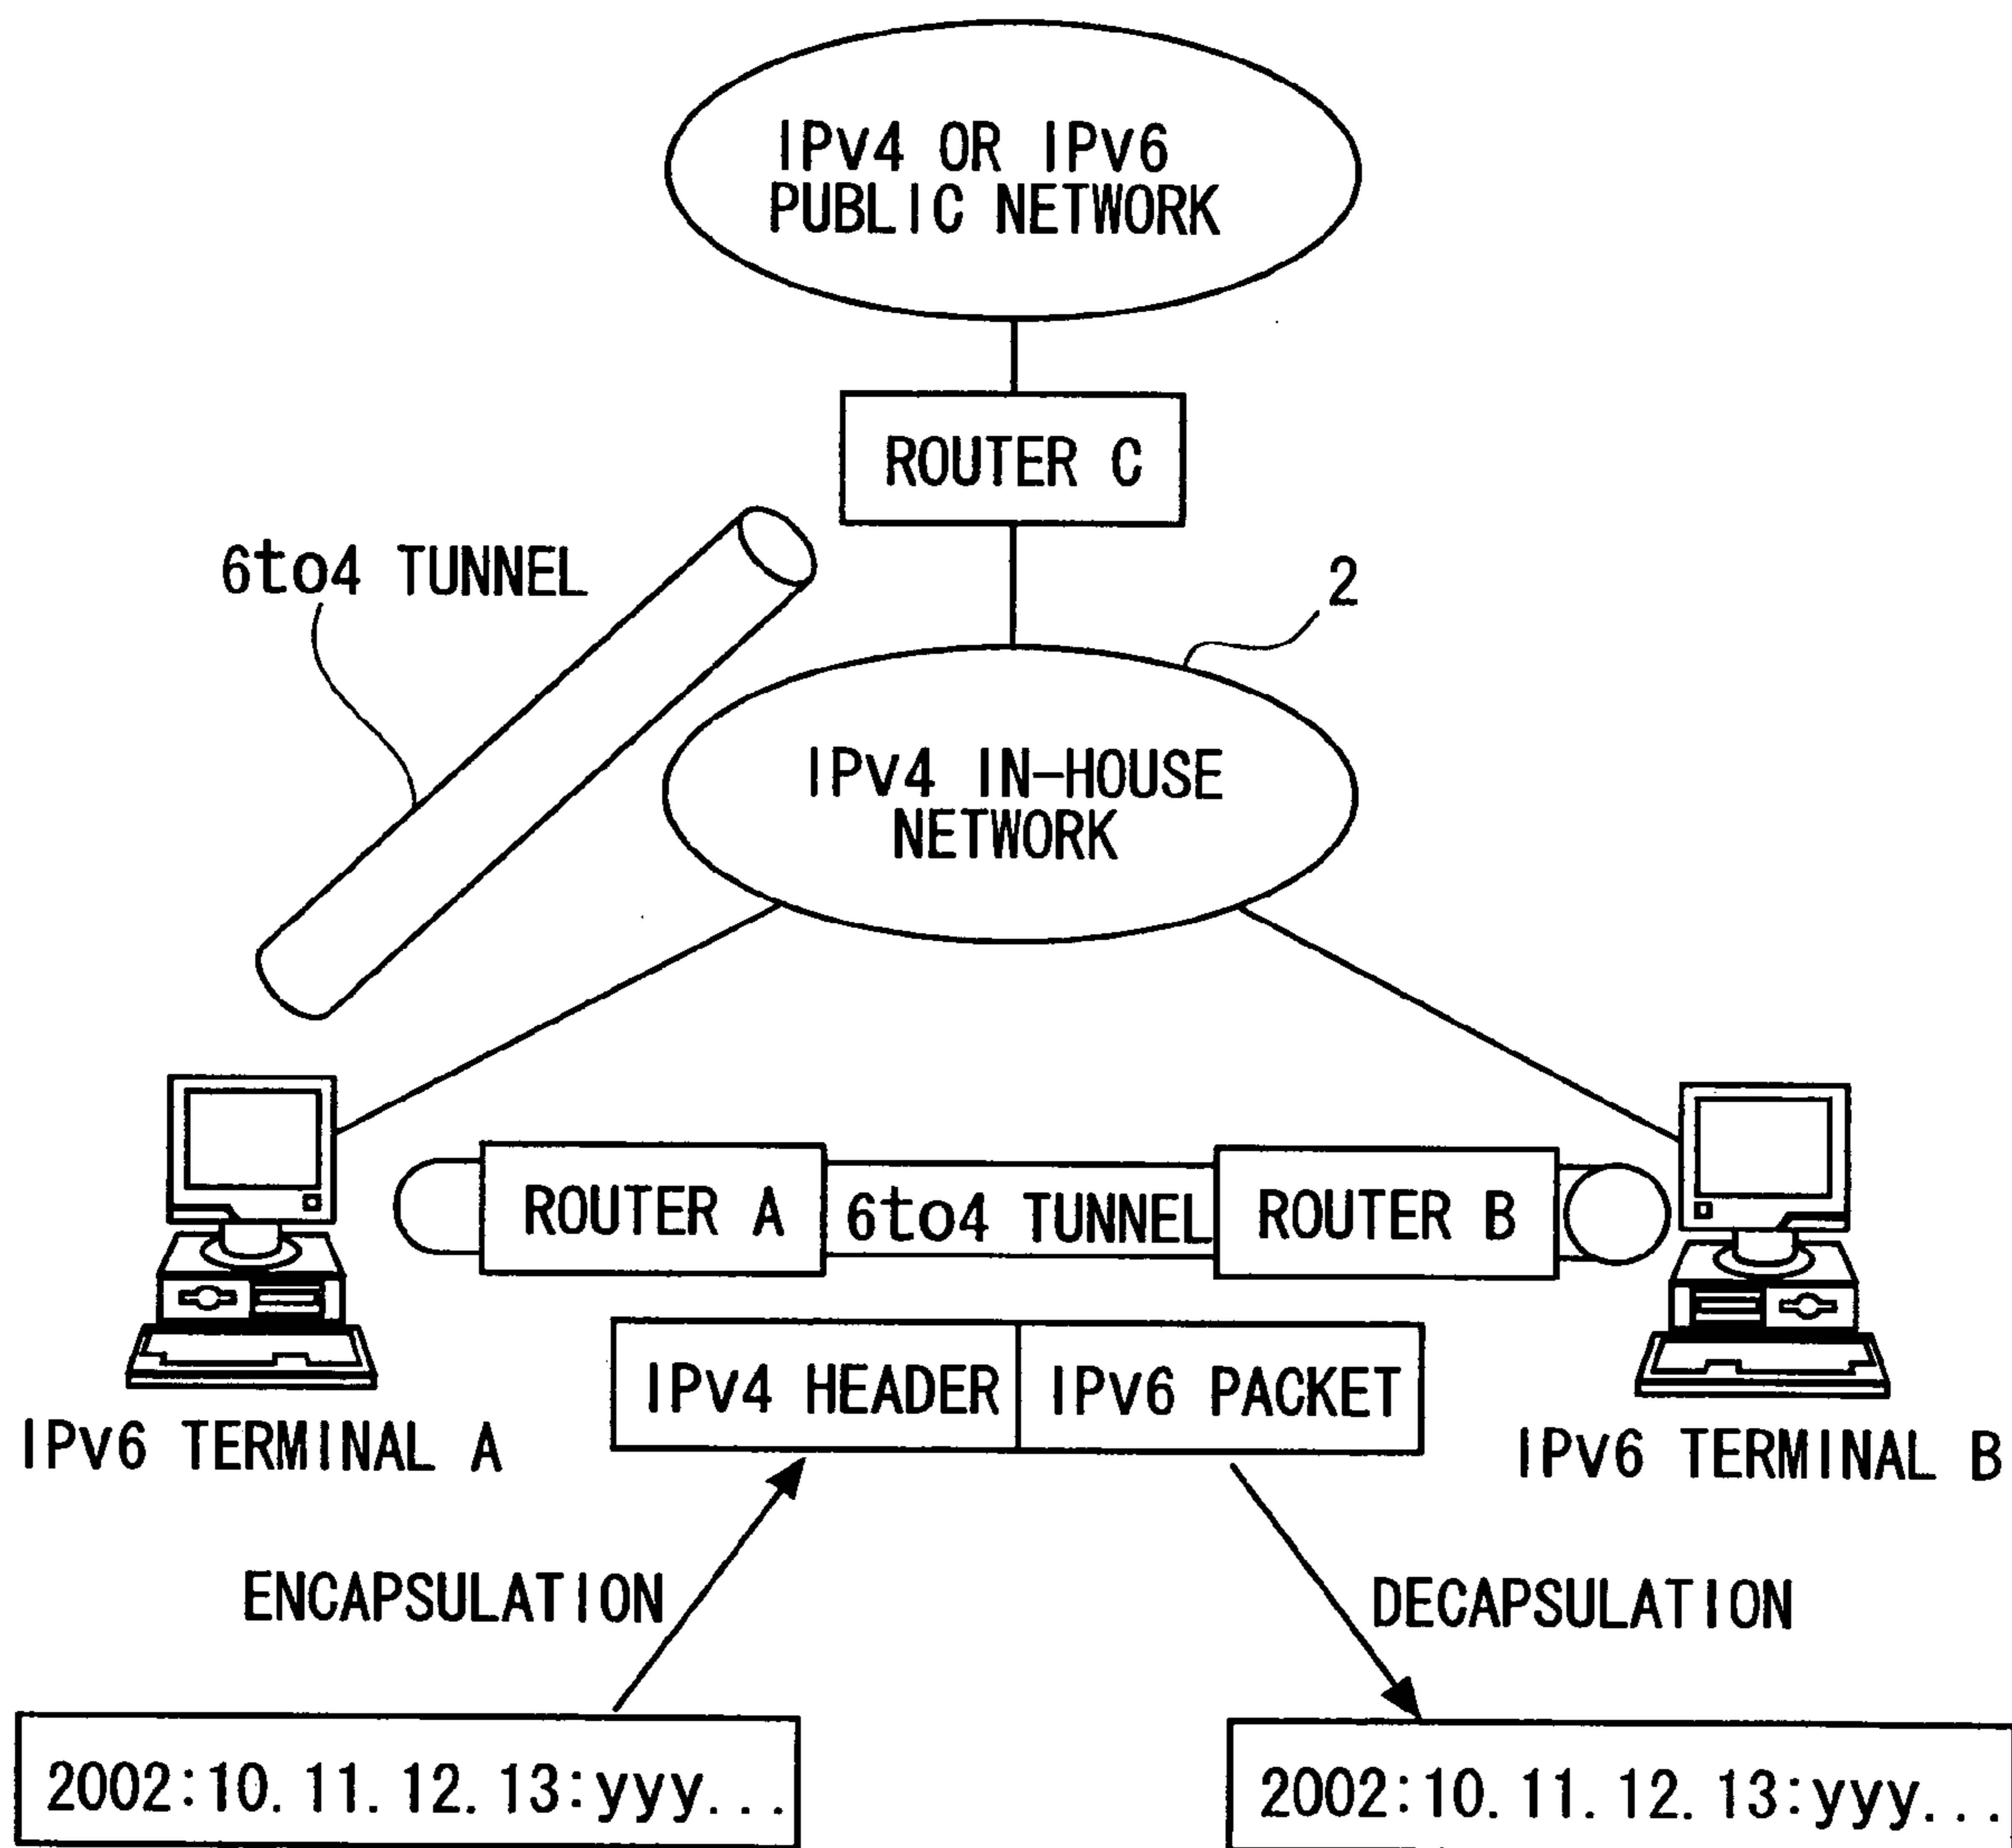 IPv4 OR IPv6
PUBLIC NETWORK
ROUTER C
6to4 TUNNEL
2
IPv4 IN-HOUSE
NETWORK
ROUTER A
6to4 TUNNEL
ROUTER B
IPv4 HEADER
IPv6 PACKET
IPv6 TERMINAL A
IPv6 TERMINAL B
ENCAPSULATION
DECAPSULATION
2002:10.11.12.13:yyy...
2002:10.11.12.13:yyy...